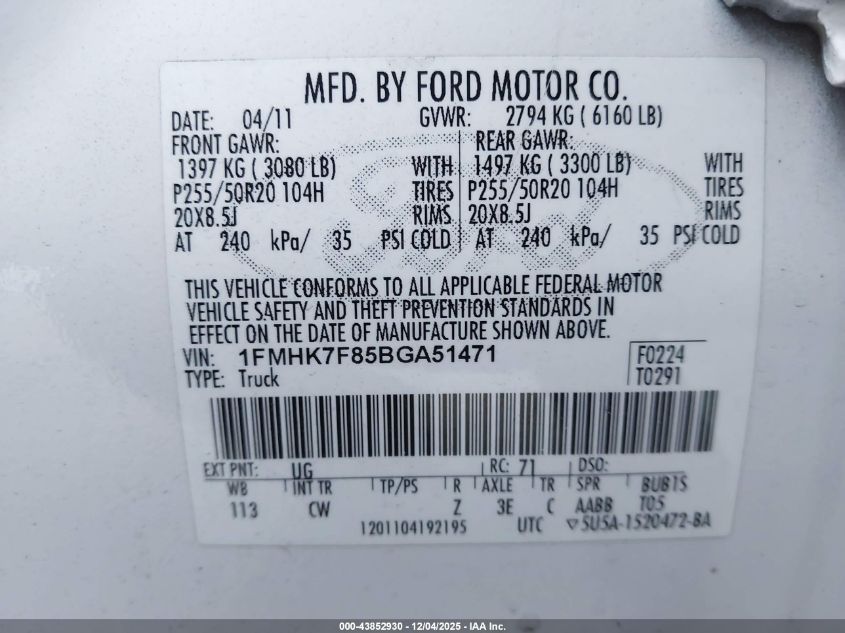 MFD. BY FORD MOTOR CO.
DATE: 04/11 GVWR: 2794 KG ( 6160 LB)
FRONT GAWR: REAR GAWR:
1397 KG ( 3080 LB) WITH 1497 KG ( 3300 LB) WITH
P255/50R20 104H TIRES P255/50R20 104H TIRES
20X8.5J RIMS 20X8.5J RIMS
AT 240 kPa/ 35 PSI COLD AT 240 kPa/ 35 PSI COLD
Ford
THIS VEHICLE CONFORMS TO ALL APPLICABLE FEDERAL MOTOR
VEHICLE SAFETY AND THEFT PREVENTION STANDARDS IN
EFFECT ON THE DATE OF MANUFACTURE SHOWN ABOVE.
VIN: 1FMHK7F85BGA51471 F0224
TYPE: Truck T0291
EXT PNT: UG RC: 71 DSO:
WB INT TR TP/PS R AXLE TR SPR BUB1S
113 CW Z 3E C AABB T05
1201104192195 UTC ▽5U5A-1520472-BA
000-43852930 - 12/04/2025 - IAA Inc.